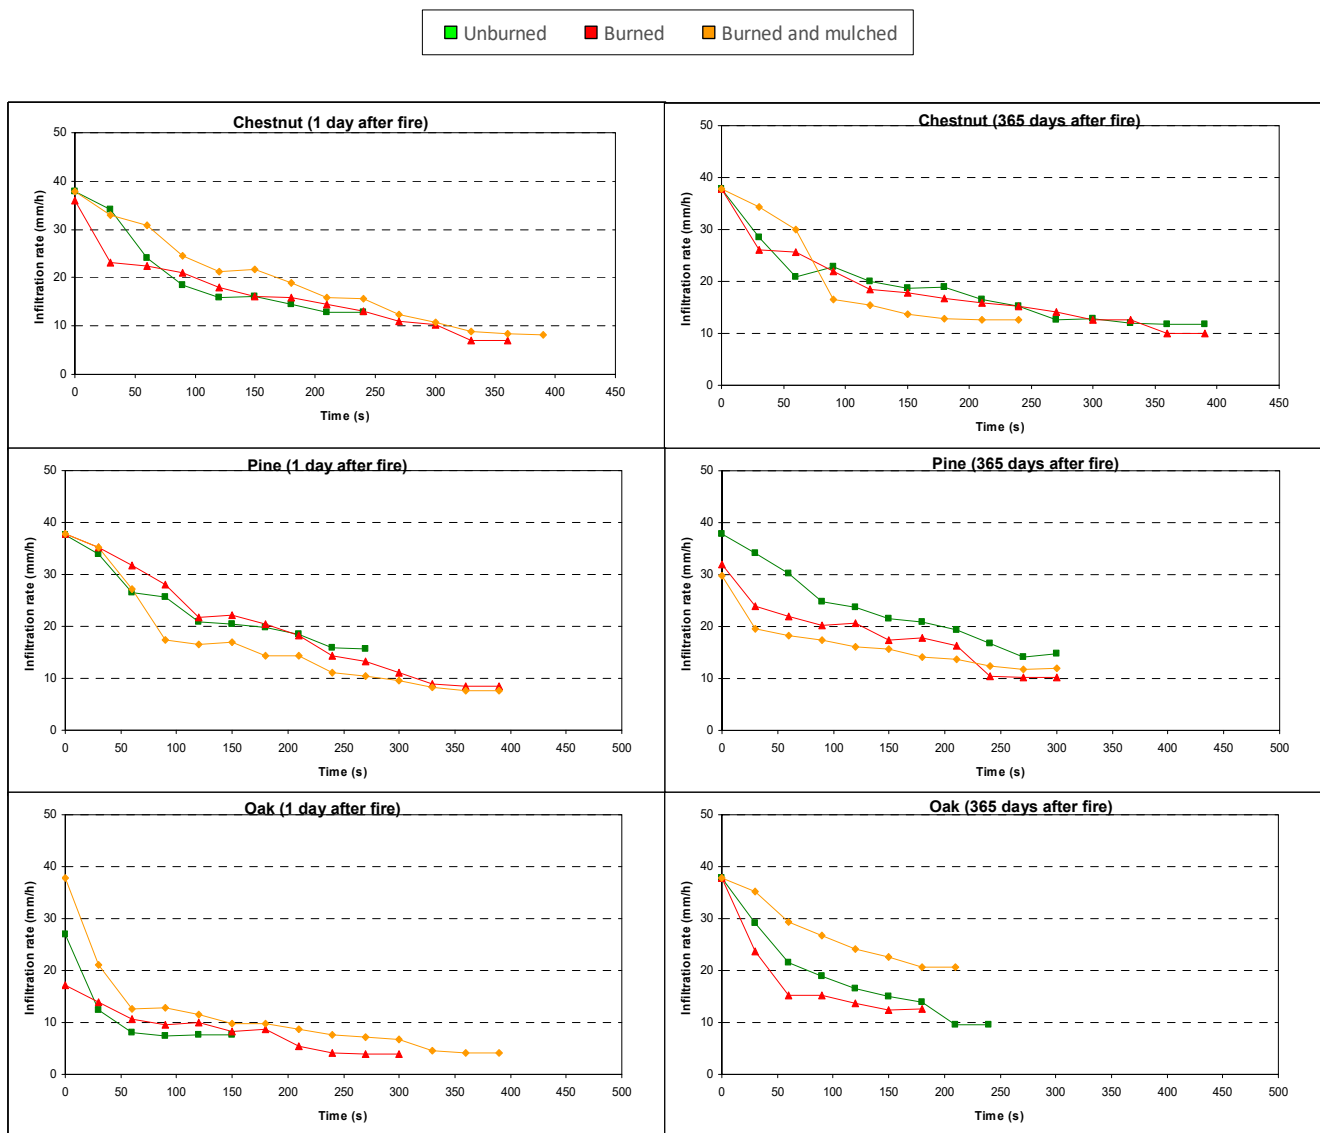 Unburned Burned Burned and mulched
Chestnut (1 day after fire)
Infiltration rate (mm/h)
50
40
30
20
10
0
0 50 100 150 200 250 300 350 400 450
Time (s)
Chestnut (365 days after fire)
Infiltration rate (mm/h)
50
40
30
20
10
0
0 50 100 150 200 250 300 350 400 450
Time (s)
Pine (1 day after fire)
Infiltration rate (mm/h)
50
40
30
20
10
0
0 50 100 150 200 250 300 350 400 450 500
Time (s)
Pine (365 days after fire)
Infiltration rate (mm/h)
50
40
30
20
10
0
0 50 100 150 200 250 300 350 400 450 500
Time (s)
Oak (1 day after fire)
Infiltration rate (mm/h)
50
40
30
20
10
0
0 50 100 150 200 250 300 350 400 450 500
Time (s)
Oak (365 days after fire)
Infiltration rate (mm/h)
50
40
30
20
10
0
0 50 100 150 200 250 300 350 400 450 500
Time (s)